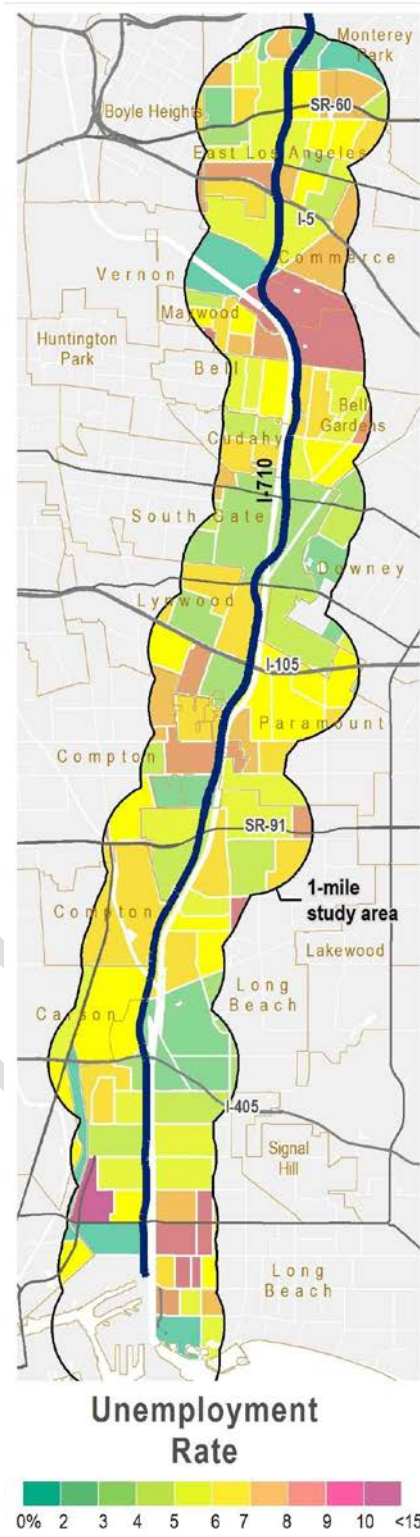 Monterey
Park
Boyle Heights
SR-60
East Los Angeles
I-5
Commerce
Vernon
Maywood
Huntington
Park
Bell
Bell
Gardens
Cudahy
I-710
South Gate
Downey
Lynwood
I-105
Paramount
Compton
SR-91
1-mile
study area
Compton
Lakewood
Long
Beach
Carson
I-405
Signal
Hill
Long
Beach
Unemployment
Rate
0% 2 3 4 5 6 7 8 9 10 <15